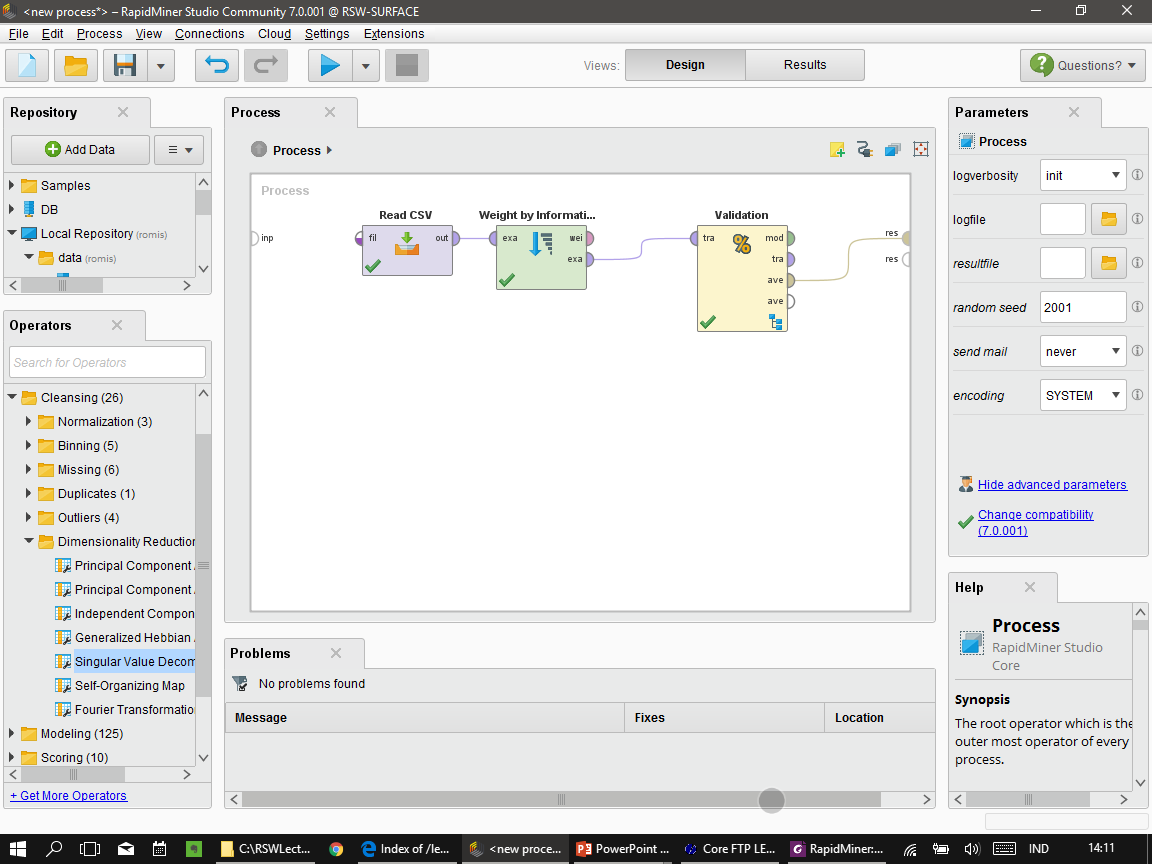 <new process*> – RapidMiner Studio Community 7.0.001 @ RSW-SURFACE
File Edit Process View Connections Cloud Settings Extensions
Views: Design Results Questions?
Repository
Add Data
Samples
DB
Local Repository (romis)
data (romis)
Operators
Search for Operators
Cleansing (26)
Normalization (3)
Binning (5)
Missing (6)
Duplicates (1)
Outliers (4)
Dimensionality Reduction
Principal Component
Principal Component
Independent Compon
Generalized Hebbian
Singular Value Decom
Self-Organizing Map
Fourier Transformatio
Modeling (125)
Scoring (10)
+ Get More Operators
Process
Process
Process
inp
Read CSV
fil out
Weight by Informati...
exa wei
exa
Validation
tra mod
tra
ave
ave
res
res
Problems
No problems found
Message Fixes Location
Parameters
Process
logverbosity init
logfile
resultfile
random seed 2001
send mail never
encoding SYSTEM
Hide advanced parameters
Change compatibility
(7.0.001)
Help
Process
RapidMiner Studio
Core
Synopsis
The root operator which is the
outer most operator of every
process.
C:\RSWLect... Index of /le... <new proce... PowerPoint ... Core FTP LE... RapidMiner:... IND 14:11